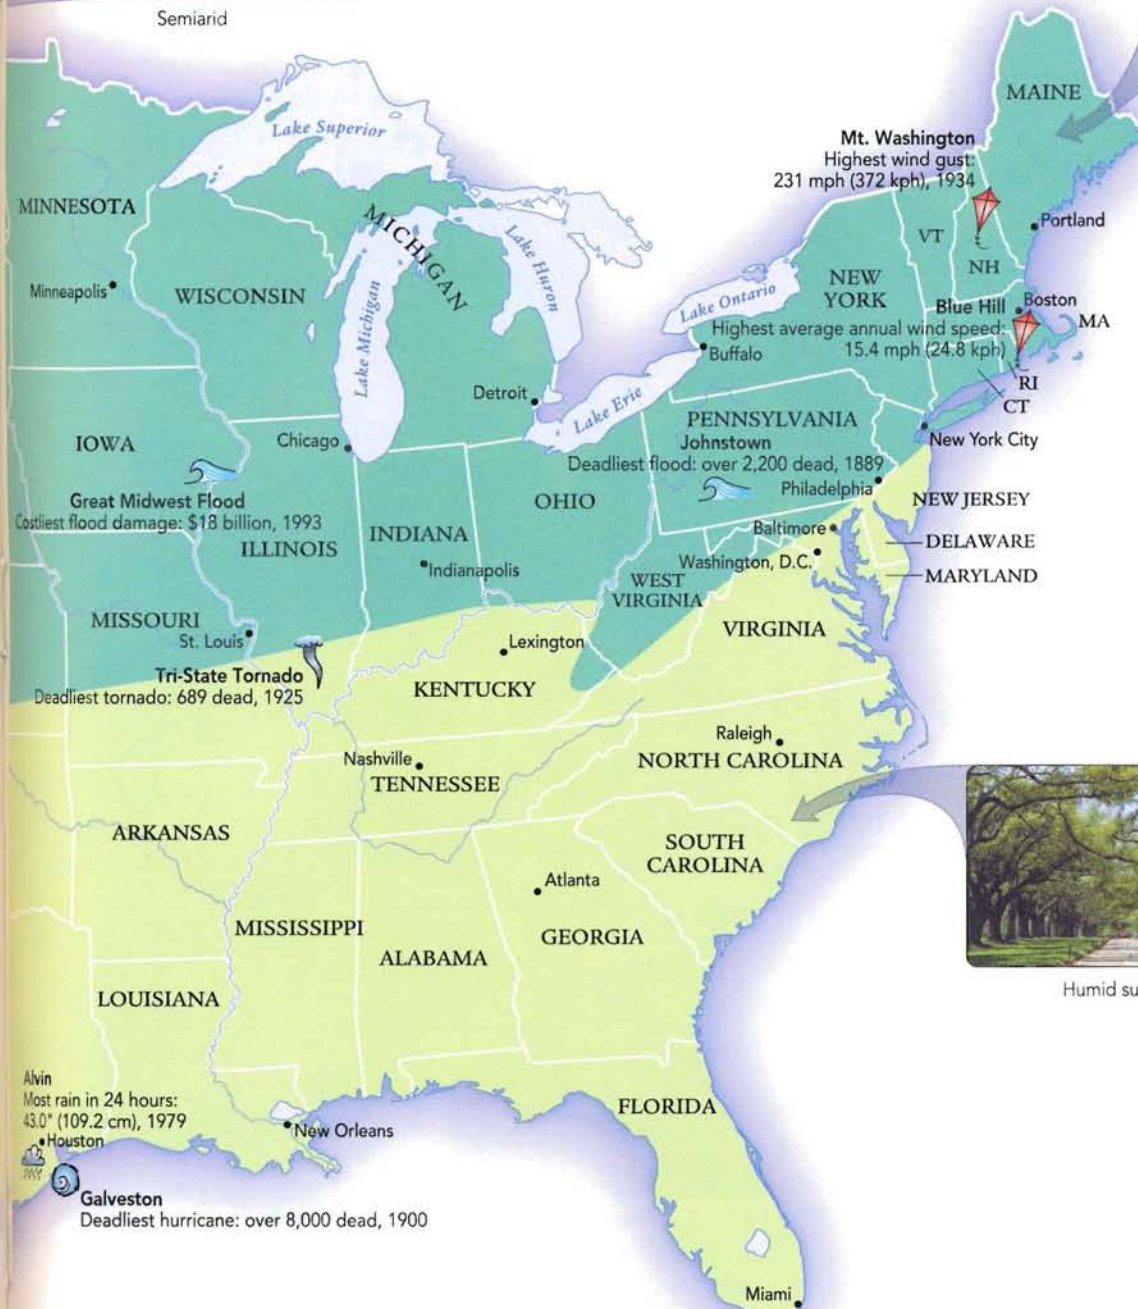 Semiarid
MAINE
Lake Superior
Mt. Washington
Highest wind gust:
231 mph (372 kph), 1934
MINNESOTA
MICHIGAN
Portland
VT
Lake Huron
NH
Minneapolis
WISCONSIN
NEW
YORK
Lake Michigan
Lake Ontario
Blue Hill
Boston
MA
Highest average annual wind speed:
15.4 mph (24.8 kph)
Buffalo
RI
CT
Detroit
Lake Erie
PENNSYLVANIA
New York City
IOWA
Chicago
Johnstown
Deadliest flood: over 2,200 dead, 1889
Philadelphia
Great Midwest Flood
Costliest flood damage: $18 billion, 1993
OHIO
NEW JERSEY
ILLINOIS
INDIANA
Baltimore
DELAWARE
Indianapolis
Washington, D.C.
MARYLAND
WEST
VIRGINIA
MISSOURI
St. Louis
Lexington
VIRGINIA
Tri-State Tornado
Deadliest tornado: 689 dead, 1925
KENTUCKY
Raleigh
Nashville
NORTH CAROLINA
TENNESSEE
ARKANSAS
SOUTH
CAROLINA
Atlanta
MISSISSIPPI
GEORGIA
ALABAMA
LOUISIANA
Humid su
Alvin
Most rain in 24 hours:
43.0" (109.2 cm), 1979
Houston
New Orleans
FLORIDA
Galveston
Deadliest hurricane: over 8,000 dead, 1900
Miami